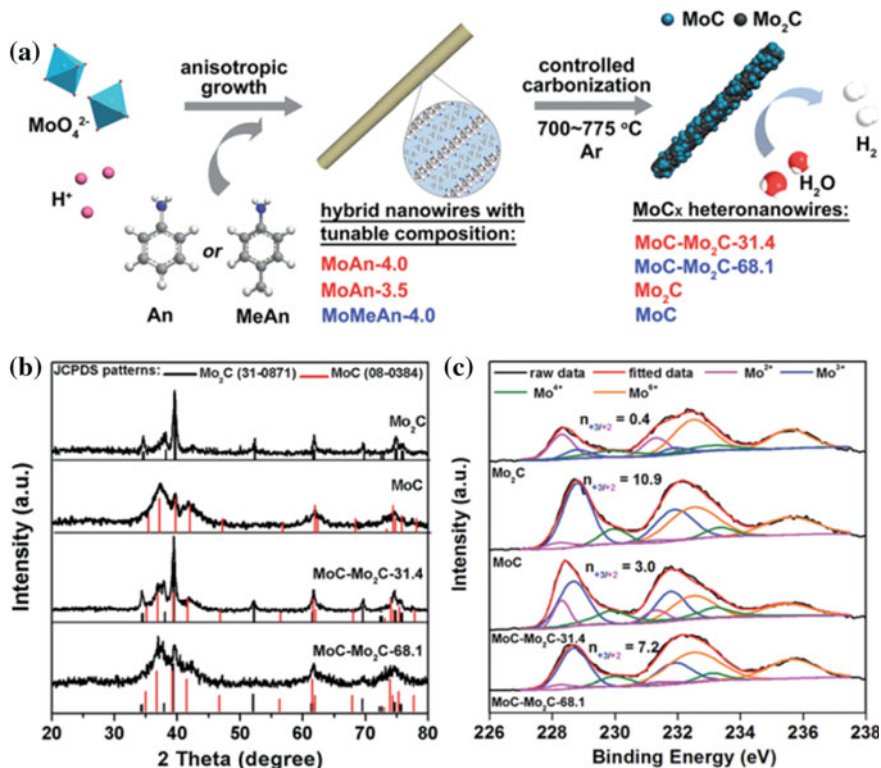 (a)
MoC Mo₂C
anisotropic
growth
controlled
carbonization
700~775 °C
Ar
MoO₄²⁻
H⁺
H₂
H₂O
An
or
MeAn
hybrid nanowires with
tunable composition:
MoAn-4.0
MoAn-3.5
MoMeAn-4.0
MoCx heteronanowires:
MoC-Mo₂C-31.4
MoC-Mo₂C-68.1
Mo₂C
MoC
(b)
JCPDS patterns: Mo₂C (31-0871) MoC (08-0384)
Mo₂C
MoC
MoC-Mo₂C-31.4
MoC-Mo₂C-68.1
Intensity (a.u.)
20 30 40 50 60 70 80
2 Theta (degree)
(c)
raw data fitted data Mo²⁺ Mo³⁺
Mo⁴⁺ Mo⁶⁺
n+3/+2 = 0.4
Mo₂C
n+3/+2 = 10.9
MoC
n+3/+2 = 3.0
MoC-Mo₂C-31.4
n+3/+2 = 7.2
MoC-Mo₂C-68.1
Intensity (a.u.)
226 228 230 232 234 236 238
Binding Energy (eV)